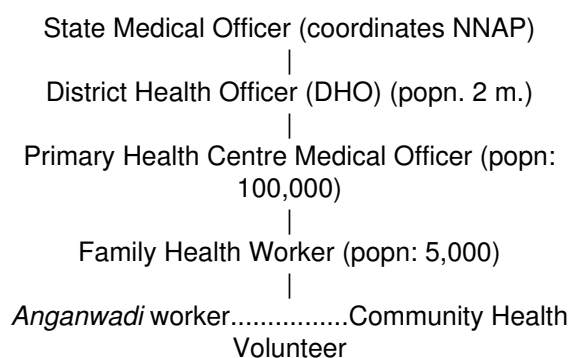 State Medical Officer (coordinates NNAP)
|
District Health Officer (DHO) (popn. 2 m.)
|
Primary Health Centre Medical Officer (popn:
100,000)
|
Family Health Worker (popn: 5,000)
|
Anganwadi worker................Community Health
Volunteer